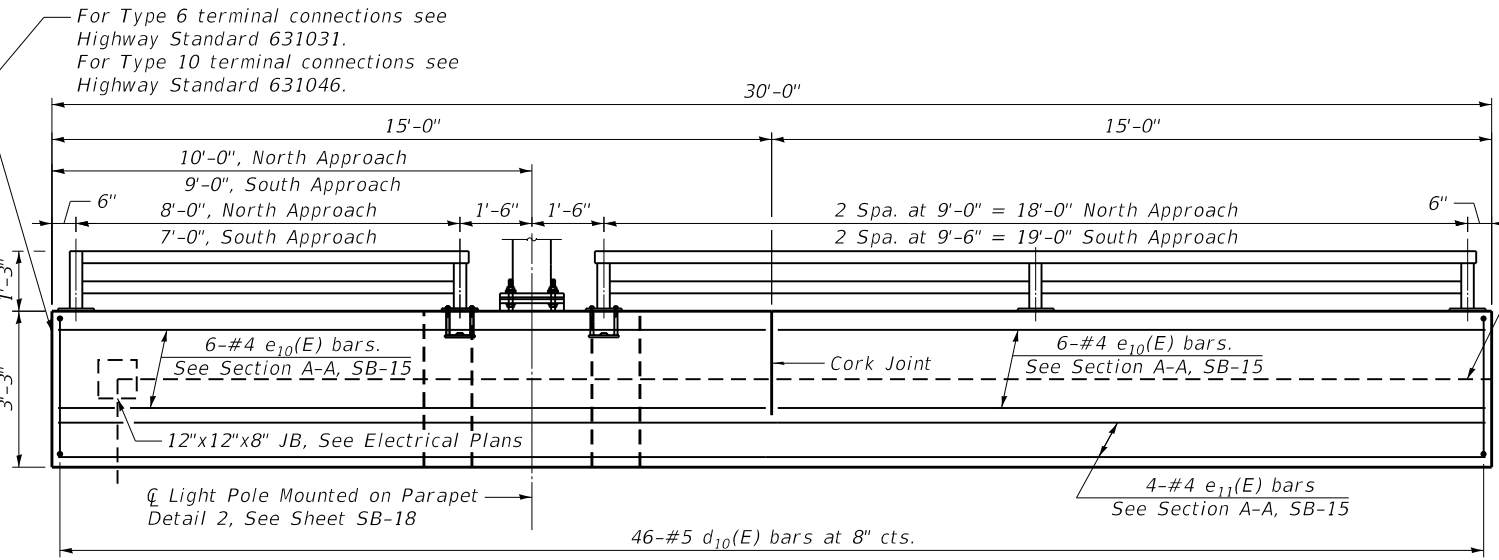 For Type 6 terminal connections see
Highway Standard 631031.
For Type 10 terminal connections see
Highway Standard 631046.
30'-0"
15'-0"
15'-0"
10'-0", North Approach
9'-0", South Approach
6"
8'-0", North Approach
7'-0", South Approach
1'-6"
1'-6"
2 Spa. at 9'-0" = 18'-0" North Approach
2 Spa. at 9'-6" = 19'-0" South Approach
6"
1'-3"
3'-3"
6-#4 e10(E) bars.
See Section A-A, SB-15
Cork Joint
6-#4 e10(E) bars.
See Section A-A, SB-15
12"x12"x8" JB, See Electrical Plans
℄ Light Pole Mounted on Parapet
Detail 2, See Sheet SB-18
4-#4 e11(E) bars
See Section A-A, SB-15
46-#5 d10(E) bars at 8" cts.